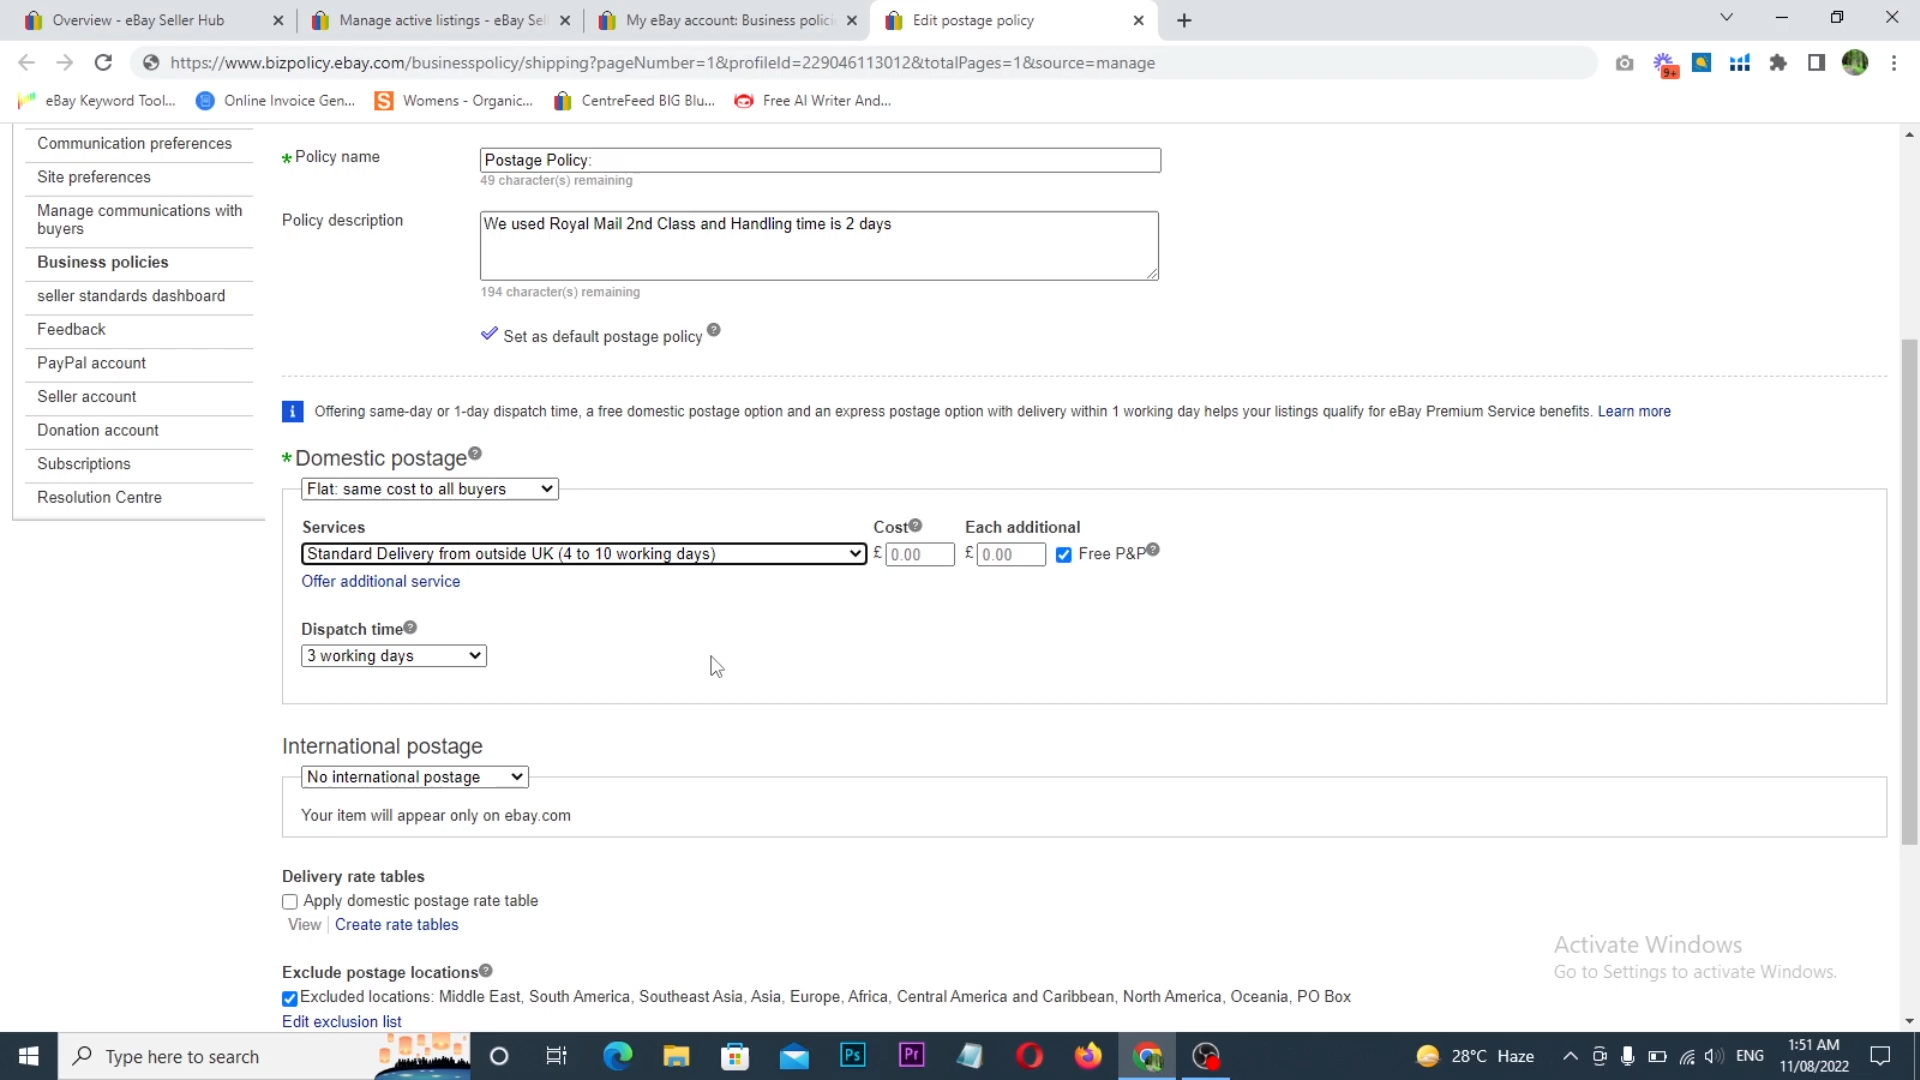 Overview - eBay Seller Hub
Manage active listings - eBay Sel
My eBay account: Business polici
Edit postage policy
https://www.bizpolicy.ebay.com/businesspolicy/shipping?pageNumber=1&profileId=229046113012&totalPages=1&source=manage
9+
eBay Keyword Tool...
Online Invoice Gen...
Womens - Organic...
CentreFeed BIG Blu...
Free AI Writer And...
Communication preferences
Site preferences
Manage communications with
buyers
Business policies
seller standards dashboard
Feedback
PayPal account
Seller account
Donation account
Subscriptions
Resolution Centre
* Policy name
Postage Policy:
49 character(s) remaining
Policy description
We used Royal Mail 2nd Class and Handling time is 2 days
194 character(s) remaining
Set as default postage policy
Offering same-day or 1-day dispatch time, a free domestic postage option and an express postage option with delivery within 1 working day helps your listings qualify for eBay Premium Service benefits. Learn more
* Domestic postage
Flat: same cost to all buyers
Services Cost Each additional
Standard Delivery from outside UK (4 to 10 working days) £ 0.00 £ 0.00 Free P&P
Offer additional service
Dispatch time
3 working days
International postage
No international postage
Your item will appear only on ebay.com
Delivery rate tables
Apply domestic postage rate table
View Create rate tables
Exclude postage locations
Excluded locations: Middle East, South America, Southeast Asia, Asia, Europe, Africa, Central America and Caribbean, North America, Oceania, PO Box
Edit exclusion list
Activate Windows
Go to Settings to activate Windows.
Type here to search
Ps
Pr
28°C Haze
ENG
1:51 AM
11/08/2022